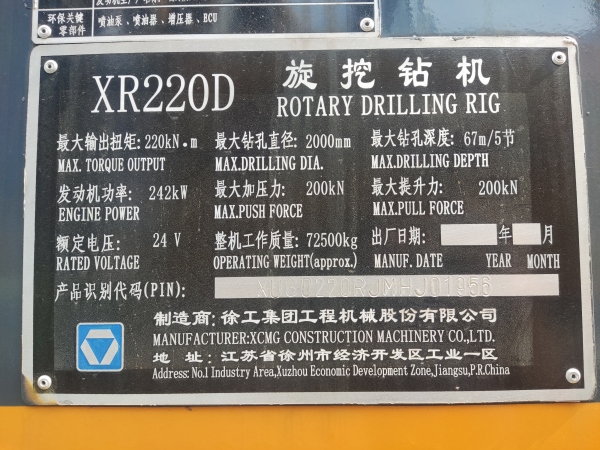 环保关键
零部件
喷油泵、喷油器、增压器、ECU
XR220D
旋挖钻机
ROTARY DRILLING RIG
最大输出扭矩: 220kN.m 最大钻孔直径: 2000mm 最大钻孔深度: 67m/5节
MAX. TORQUE OUTPUT MAX.DRILLING DIA. MAX.DRILLING DEPTH
发动机功率: 242kW 最大加压力: 200kN 最大提升力: 200kN
ENGINE POWER MAX.PUSH FORCE MAX.PULL FORCE
额定电压: 24 V 整机工作质量: 72500kg 出厂日期: 年 月
RATED VOLTAGE OPERATING WEIGHT(approx.) MANUF. DATE YEAR MONTH
产品识别代码(PIN):
制造商: 徐工集团工程机械股份有限公司
MANUFACTURER:XCMG CONSTRUCTION MACHINERY CO.,LTD.
地 址: 江苏省徐州市经济开发区工业一区
Address: No.1 Industry Area,Xuzhou Economic Development Zone,Jiangsu,P.R.China